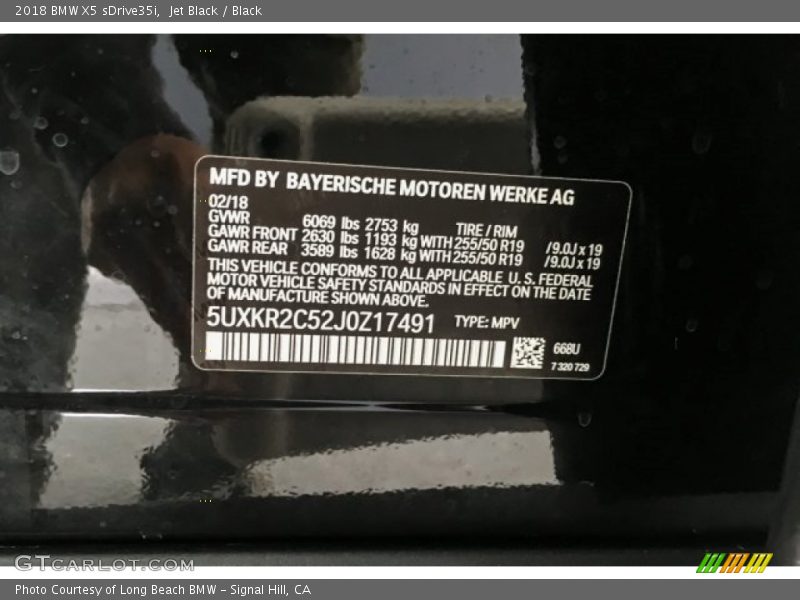 2018 BMW X5 sDrive35i, Jet Black / Black
MFD BY BAYERISCHE MOTOREN WERKE AG
02/18
GVWR 6069 lbs 2753 kg TIRE / RIM
GAWR FRONT 2630 lbs 1193 kg WITH 255/50 R19 /9.0J x 19
GAWR REAR 3589 lbs 1628 kg WITH 255/50 R19 /9.0J x 19
THIS VEHICLE CONFORMS TO ALL APPLICABLE U.S. FEDERAL
MOTOR VEHICLE SAFETY STANDARDS IN EFFECT ON THE DATE
OF MANUFACTURE SHOWN ABOVE.
5UXKR2C52J0Z17491 TYPE: MPV
668U
7 320 729
GTCARLOT.COM
Photo Courtesy of Long Beach BMW - Signal Hill, CA